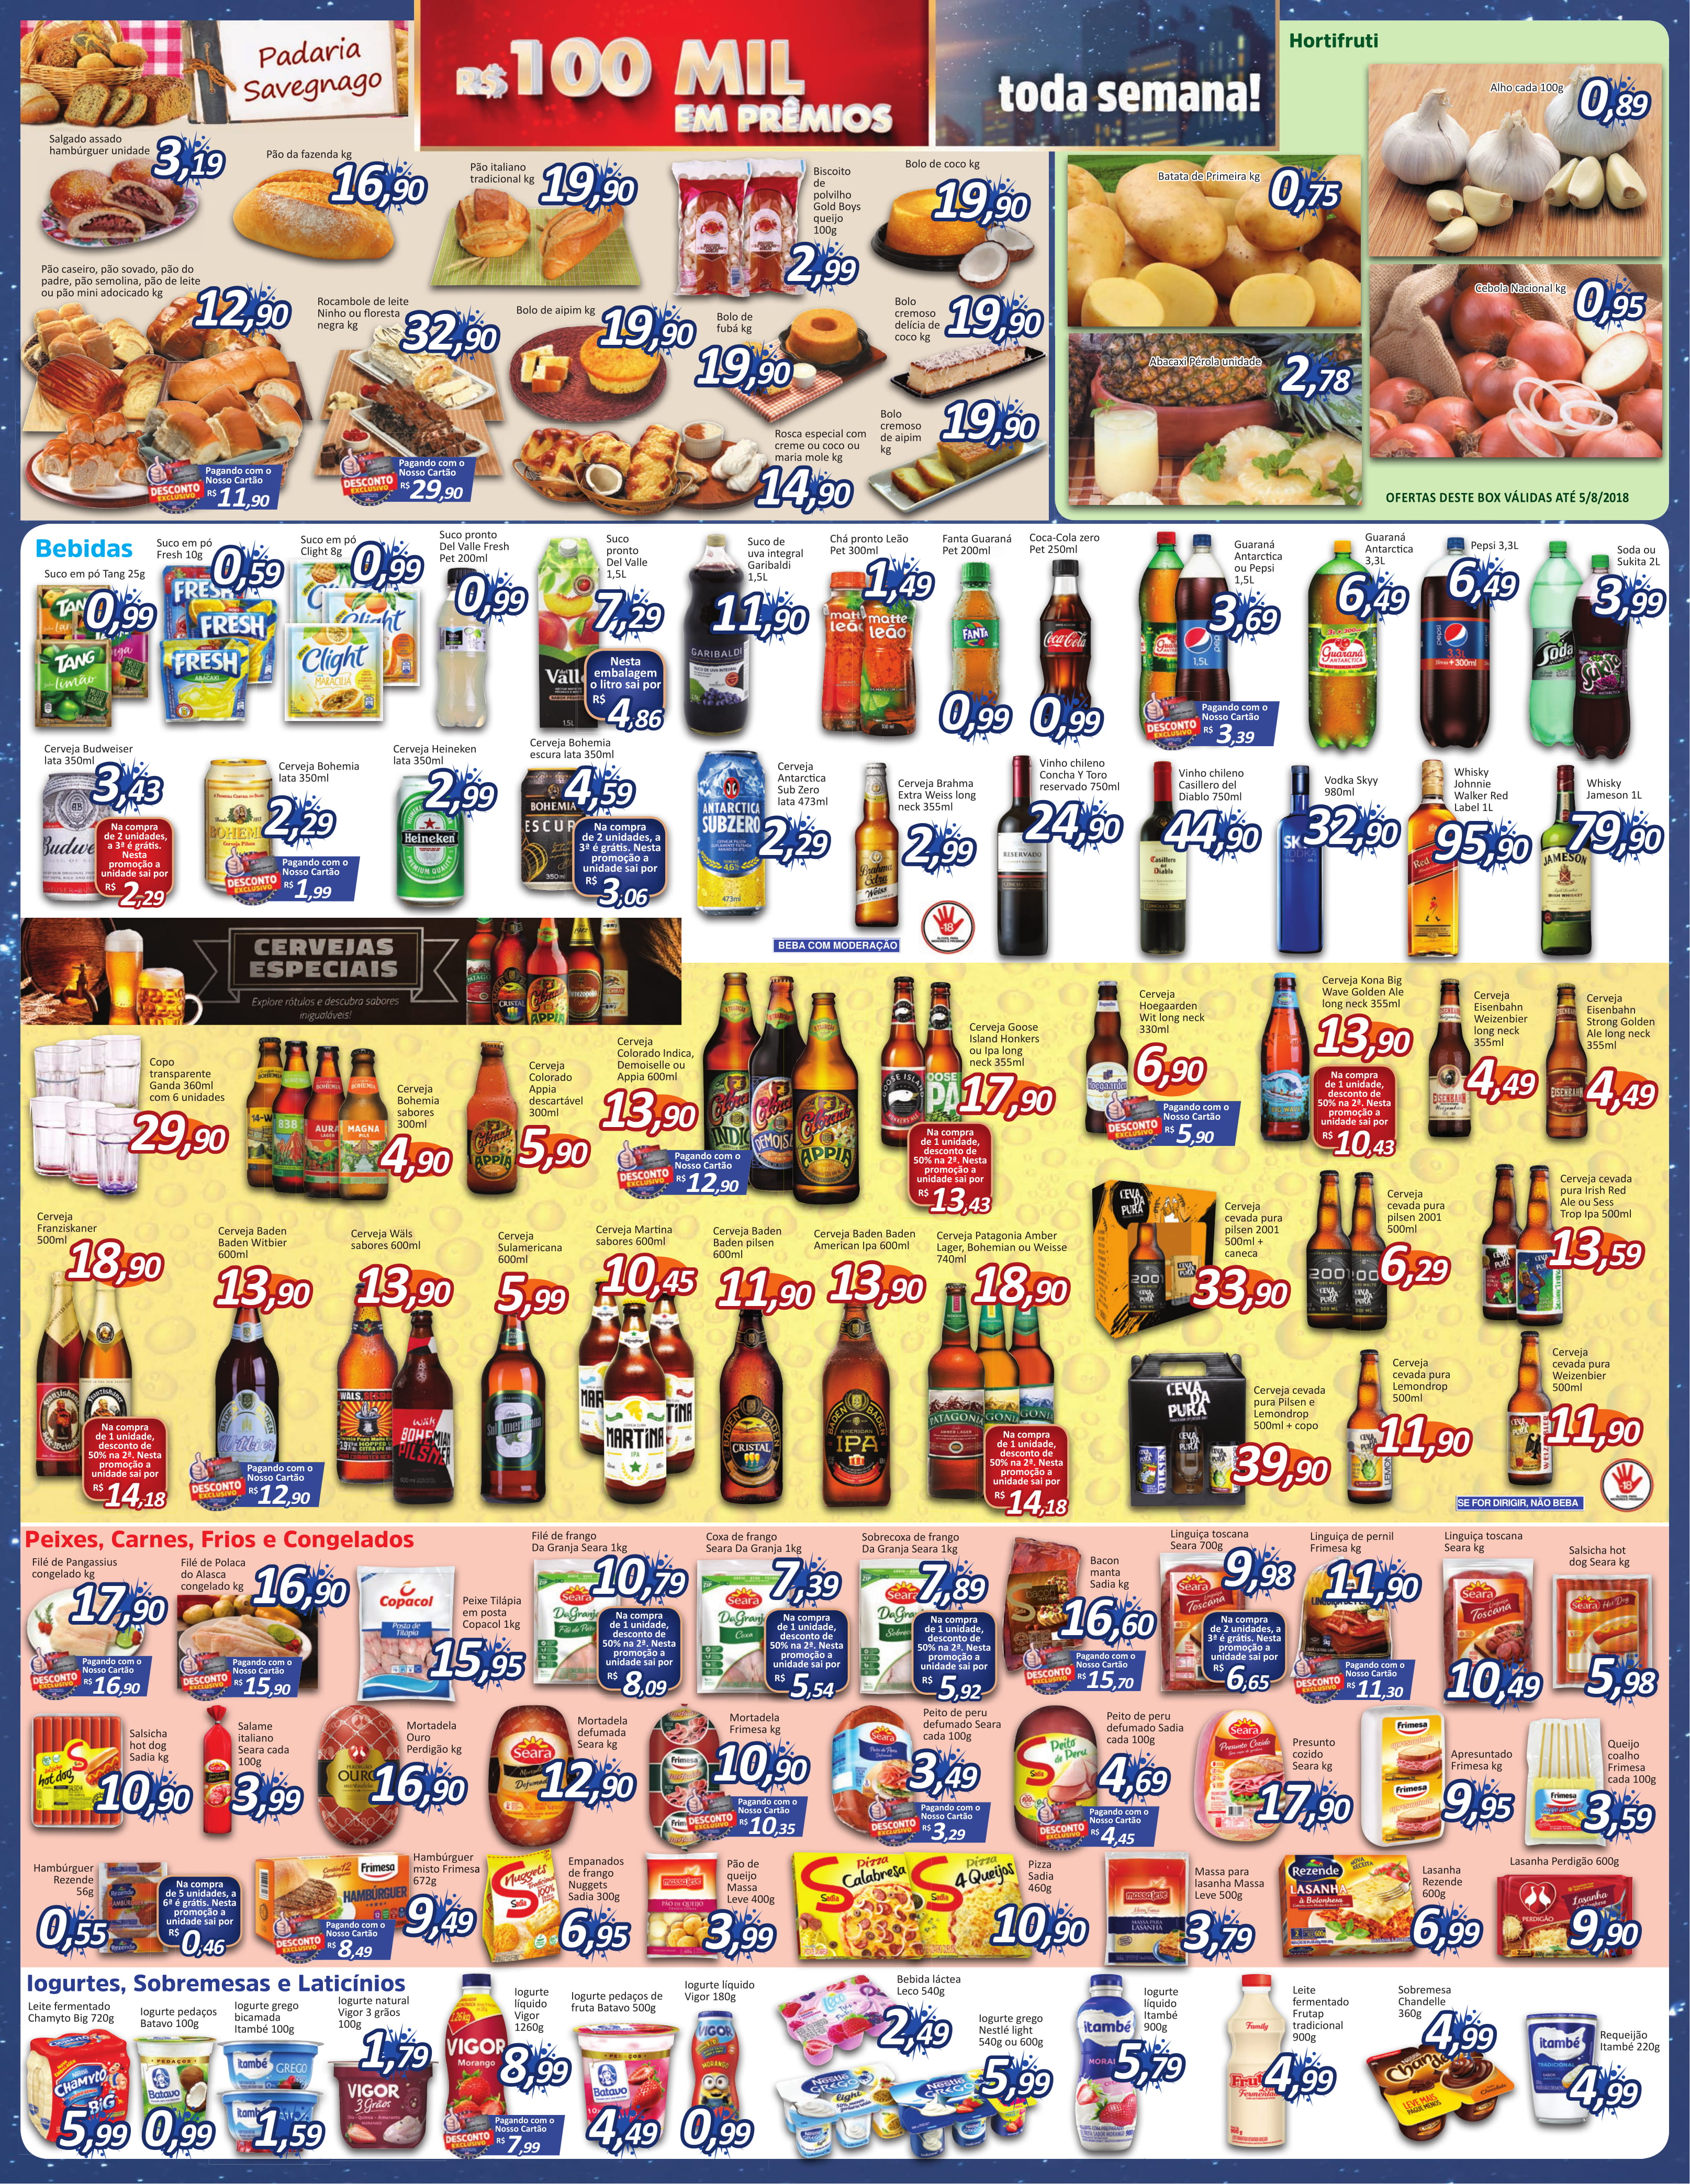 Padaria
Savegnago
R$100 MIL
EM PRÊMIOS
toda semana!
Hortifruti
Alho cada 100g
0,89
Batata de Primeira kg
0,75
Cebola Nacional kg
0,95
Abacaxi Pérola unidade
2,78
OFERTAS DESTE BOX VÁLIDAS ATÉ 5/8/2018
Salgado assado
hambúrguer unidade
3,19
Pão da fazenda kg
16,90
Pão italiano
tradicional kg
19,90
Biscoito
de
polvilho
Gold Boys
queijo
100g
2,99
Bolo de coco kg
19,90
Pão caseiro, pão sovado, pão do
padre, pão semolina, pão de leite
ou pão mini adocicado kg
12,90
Pagando com o
Nosso Cartão
DESCONTO
EXCLUSIVO
R$ 11,90
Rocambole de leite
Ninho ou floresta
negra kg
32,90
Pagando com o
Nosso Cartão
DESCONTO
EXCLUSIVO
R$ 29,90
Bolo de aipim kg
19,90
Bolo de
fubá kg
19,90
Bolo
cremoso
delícia de
coco kg
19,90
Rosca especial com
creme ou coco ou
maria mole kg
14,90
Bolo
cremoso
de aipim
kg
19,90
Bebidas
Suco em pó Tang 25g
0,99
Suco em pó
Fresh 10g
0,59
Suco em pó
Clight 8g
0,99
Suco pronto
Del Valle Fresh
Pet 200ml
0,99
Suco
pronto
Del Valle
1,5L
7,29
Nesta
embalagem
o litro sai por
R$ 4,86
Suco de
uva integral
Garibaldi
1,5L
11,90
Chá pronto Leão
Pet 300ml
1,49
Fanta Guaraná
Pet 200ml
0,99
Coca-Cola zero
Pet 250ml
0,99
Guaraná
Antarctica
ou Pepsi
1,5L
3,69
Pagando com o
Nosso Cartão
DESCONTO
EXCLUSIVO
R$ 3,39
Guaraná
Antarctica
3,3L
6,49
Pepsi 3,3L
6,49
Soda ou
Sukita 2L
3,99
Cerveja Budweiser
lata 350ml
3,43
Na compra
de 2 unidades,
a 3ª é grátis.
Nesta
promoção a
unidade sai por
R$ 2,29
Cerveja Bohemia
lata 350ml
2,29
Pagando com o
Nosso Cartão
DESCONTO
EXCLUSIVO
R$ 1,99
Cerveja Heineken
lata 350ml
2,99
Cerveja Bohemia
escura lata 350ml
4,59
Na compra
de 2 unidades, a
3ª é grátis. Nesta
promoção a
unidade sai por
R$ 3,06
Cerveja
Antarctica
Sub Zero
lata 473ml
2,29
Cerveja Brahma
Extra Weiss long
neck 355ml
2,99
BEBA COM MODERAÇÃO
Vinho chileno
Concha Y Toro
reservado 750ml
24,90
Vinho chileno
Casillero del
Diablo 750ml
44,90
Vodka Skyy
980ml
32,90
Whisky
Johnnie
Walker Red
Label 1L
95,90
Whisky
Jameson 1L
79,90
CERVEJAS
ESPECIAIS
Explore rótulos e descubra sabores
inigualáveis!
Copo
transparente
Ganda 360ml
com 6 unidades
29,90
Cerveja
Bohemia
sabores
300ml
4,90
Cerveja
Colorado
Appia
descartável
300ml
5,90
Cerveja
Colorado Indica,
Demoiselle ou
Appia 600ml
13,90
Pagando com o
Nosso Cartão
DESCONTO
EXCLUSIVO
R$ 12,90
Cerveja Goose
Island Honkers
ou Ipa long
neck 355ml
17,90
Na compra
de 1 unidade,
desconto de
50% na 2ª. Nesta
promoção a
unidade sai por
R$ 13,43
Cerveja
Hoegaarden
Wit long neck
330ml
6,90
Pagando com o
Nosso Cartão
DESCONTO
EXCLUSIVO
R$ 5,90
Cerveja Kona Big
Wave Golden Ale
long neck 355ml
13,90
Na compra
de 1 unidade,
desconto de
50% na 2ª. Nesta
promoção a
unidade sai por
R$ 10,43
Cerveja
Eisenbahn
Weizenbier
long neck
355ml
4,49
Cerveja
Eisenbahn
Strong Golden
Ale long neck
355ml
4,49
Cerveja
Franziskaner
500ml
18,90
Na compra
de 1 unidade,
desconto de
50% na 2ª. Nesta
promoção a
unidade sai por
R$ 14,18
Cerveja Baden
Baden Witbier
600ml
13,90
Pagando com o
Nosso Cartão
DESCONTO
EXCLUSIVO
R$ 12,90
Cerveja Wäls
sabores 600ml
13,90
Cerveja
Sulamericana
600ml
5,99
Cerveja Martina
sabores 600ml
10,45
Cerveja Baden
Baden pilsen
600ml
11,90
Cerveja Baden Baden
American Ipa 600ml
13,90
Cerveja Patagonia Amber
Lager, Bohemian ou Weisse
740ml
18,90
Na compra
de 1 unidade,
desconto de
50% na 2ª. Nesta
promoção a
unidade sai por
R$ 14,18
Cerveja
cevada pura
pilsen 2001
500ml +
caneca
33,90
Cerveja
cevada pura
pilsen 2001
500ml
6,29
Cerveja cevada
pura Irish Red
Ale ou Sess
Trop Ipa 500ml
13,59
Cerveja cevada
pura Pilsen e
Lemondrop
500ml + copo
39,90
Cerveja
cevada pura
Lemondrop
500ml
11,90
Cerveja
cevada pura
Weizenbier
500ml
11,90
SE FOR DIRIGIR, NÃO BEBA
Peixes, Carnes, Frios e Congelados
Filé de Pangassius
congelado kg
17,90
Pagando com o
Nosso Cartão
DESCONTO
EXCLUSIVO
R$ 16,90
Filé de Polaca
do Alasca
congelado kg
16,90
Pagando com o
Nosso Cartão
DESCONTO
EXCLUSIVO
R$ 15,90
Peixe Tilápia
em posta
Copacol 1kg
15,95
Filé de frango
Da Granja Seara 1kg
10,79
Na compra
de 1 unidade,
desconto de
50% na 2ª. Nesta
promoção a
unidade sai por
R$ 8,09
Coxa de frango
Seara Da Granja 1kg
7,39
Na compra
de 1 unidade,
desconto de
50% na 2ª. Nesta
promoção a
unidade sai por
R$ 5,54
Sobrecoxa de frango
Da Granja Seara 1kg
7,89
Na compra
de 1 unidade,
desconto de
50% na 2ª. Nesta
promoção a
unidade sai por
R$ 5,92
Bacon
manta
Sadia kg
16,60
Pagando com o
Nosso Cartão
DESCONTO
EXCLUSIVO
R$ 15,70
Linguiça toscana
Seara 700g
9,98
Na compra
de 2 unidades, a
3ª é grátis. Nesta
promoção a
unidade sai por
R$ 6,65
Linguiça de pernil
Frimesa kg
11,90
Pagando com o
Nosso Cartão
DESCONTO
EXCLUSIVO
R$ 11,30
Linguiça toscana
Seara kg
10,49
Salsicha hot
dog Seara kg
5,98
Salsicha
hot dog
Sadia kg
10,90
Salame
italiano
Seara cada
100g
3,99
Mortadela
Ouro
Perdigão kg
16,90
Mortadela
defumada
Seara kg
12,90
Mortadela
Frimesa kg
10,90
Pagando com o
Nosso Cartão
DESCONTO
EXCLUSIVO
R$ 10,35
Peito de peru
defumado Seara
cada 100g
3,49
Pagando com o
Nosso Cartão
DESCONTO
EXCLUSIVO
R$ 3,29
Peito de peru
defumado Sadia
cada 100g
4,69
Pagando com o
Nosso Cartão
DESCONTO
EXCLUSIVO
R$ 4,45
Presunto
cozido
Seara kg
17,90
Apresuntado
Frimesa kg
9,95
Queijo
coalho
Frimesa
cada 100g
3,59
Hambúrguer
Rezende
56g
0,55
Na compra
de 5 unidades, a
6ª é grátis. Nesta
promoção a
unidade sai por
R$ 0,46
Hambúrguer
misto Frimesa
672g
9,49
Pagando com o
Nosso Cartão
DESCONTO
EXCLUSIVO
R$ 8,49
Empanados
de frango
Nuggets
Sadia 300g
6,95
Pão de
queijo
Massa
Leve 400g
3,99
Pizza
Sadia
460g
10,90
Massa para
lasanha Massa
Leve 500g
3,79
Lasanha
Rezende
600g
6,99
Lasanha Perdigão 600g
9,90
Iogurtes, Sobremesas e Laticínios
Leite fermentado
Chamyto Big 720g
5,99
Iogurte pedaços
Batavo 100g
0,99
Iogurte grego
bicamada
Itambé 100g
1,59
Iogurte natural
Vigor 3 grãos
100g
1,79
Iogurte
líquido
Vigor
1260g
8,99
Pagando com o
Nosso Cartão
DESCONTO
EXCLUSIVO
R$ 7,99
Iogurte pedaços de
fruta Batavo 500g
4,49
Iogurte líquido
Vigor 180g
0,99
Bebida láctea
Leco 540g
2,49
Iogurte grego
Nestlé light
540g ou 600g
5,99
Iogurte
líquido
Itambé
900g
5,79
Leite
fermentado
Frutap
tradicional
900g
4,99
Sobremesa
Chandelle
360g
4,99
Requeijão
Itambé 220g
4,99